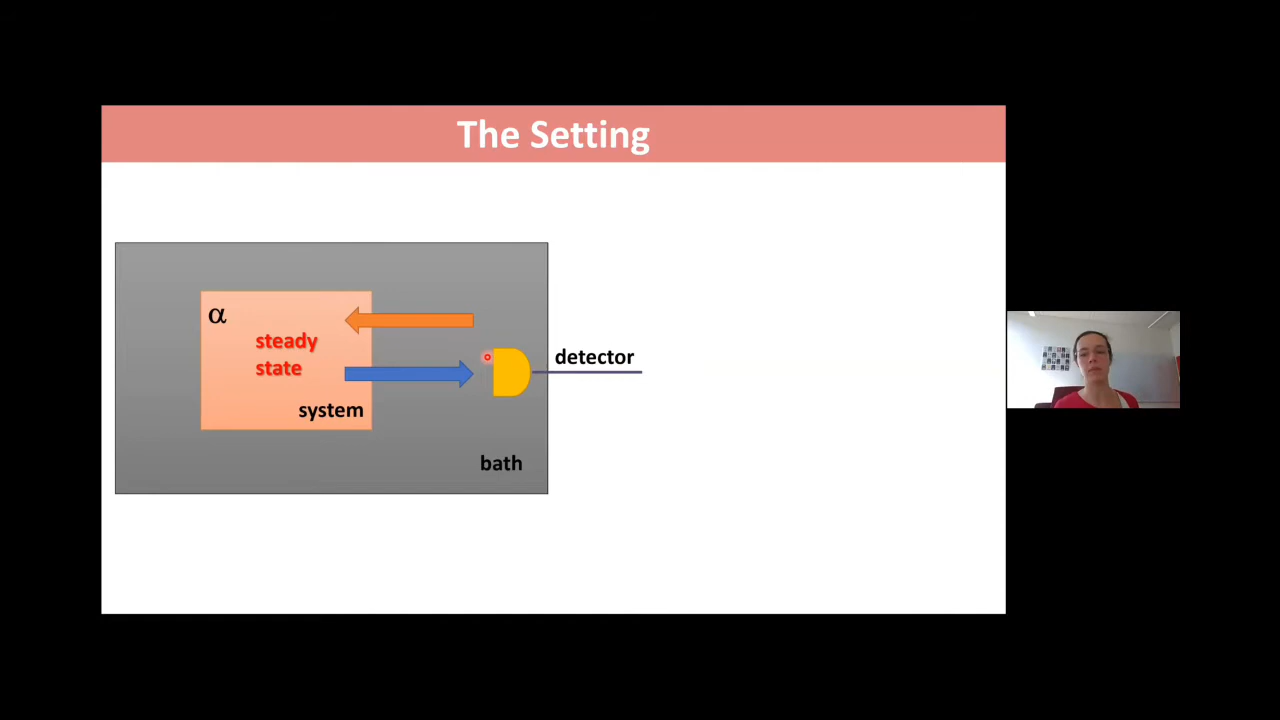 The Setting
α
steady
state
system
detector
bath